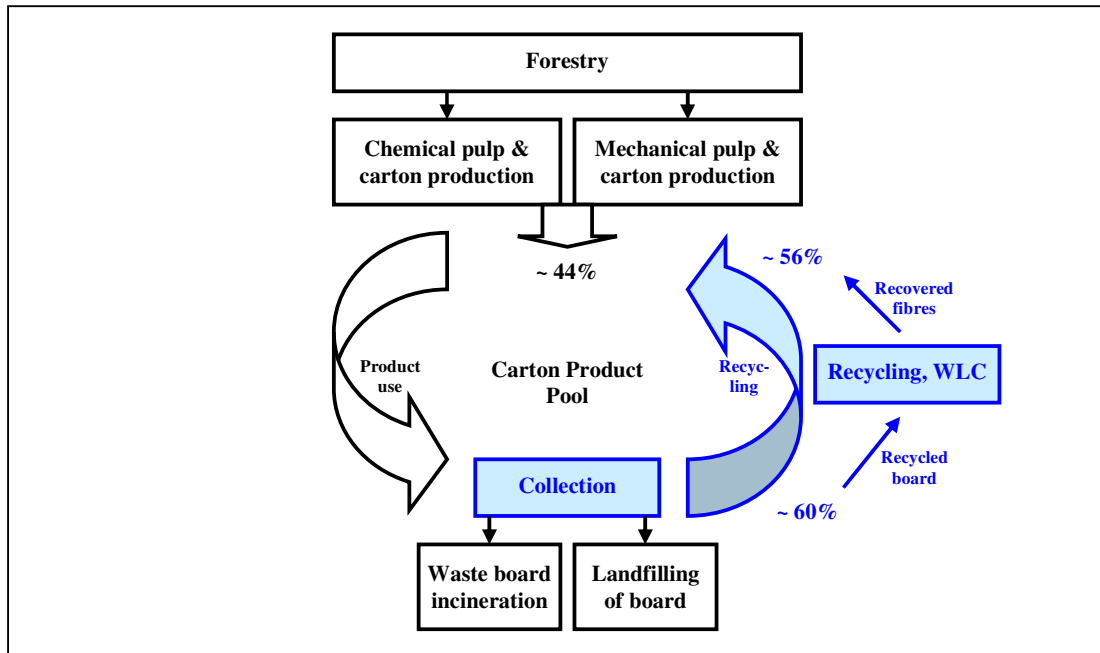 Forestry
Chemical pulp &
carton production
Mechanical pulp &
carton production
~ 44%
~ 56%
Recovered
fibres
Product
use
Carton Product
Pool
Recyc-
ling
Recycling, WLC
Recycled
board
Collection
~ 60%
Waste board
incineration
Landfilling
of board